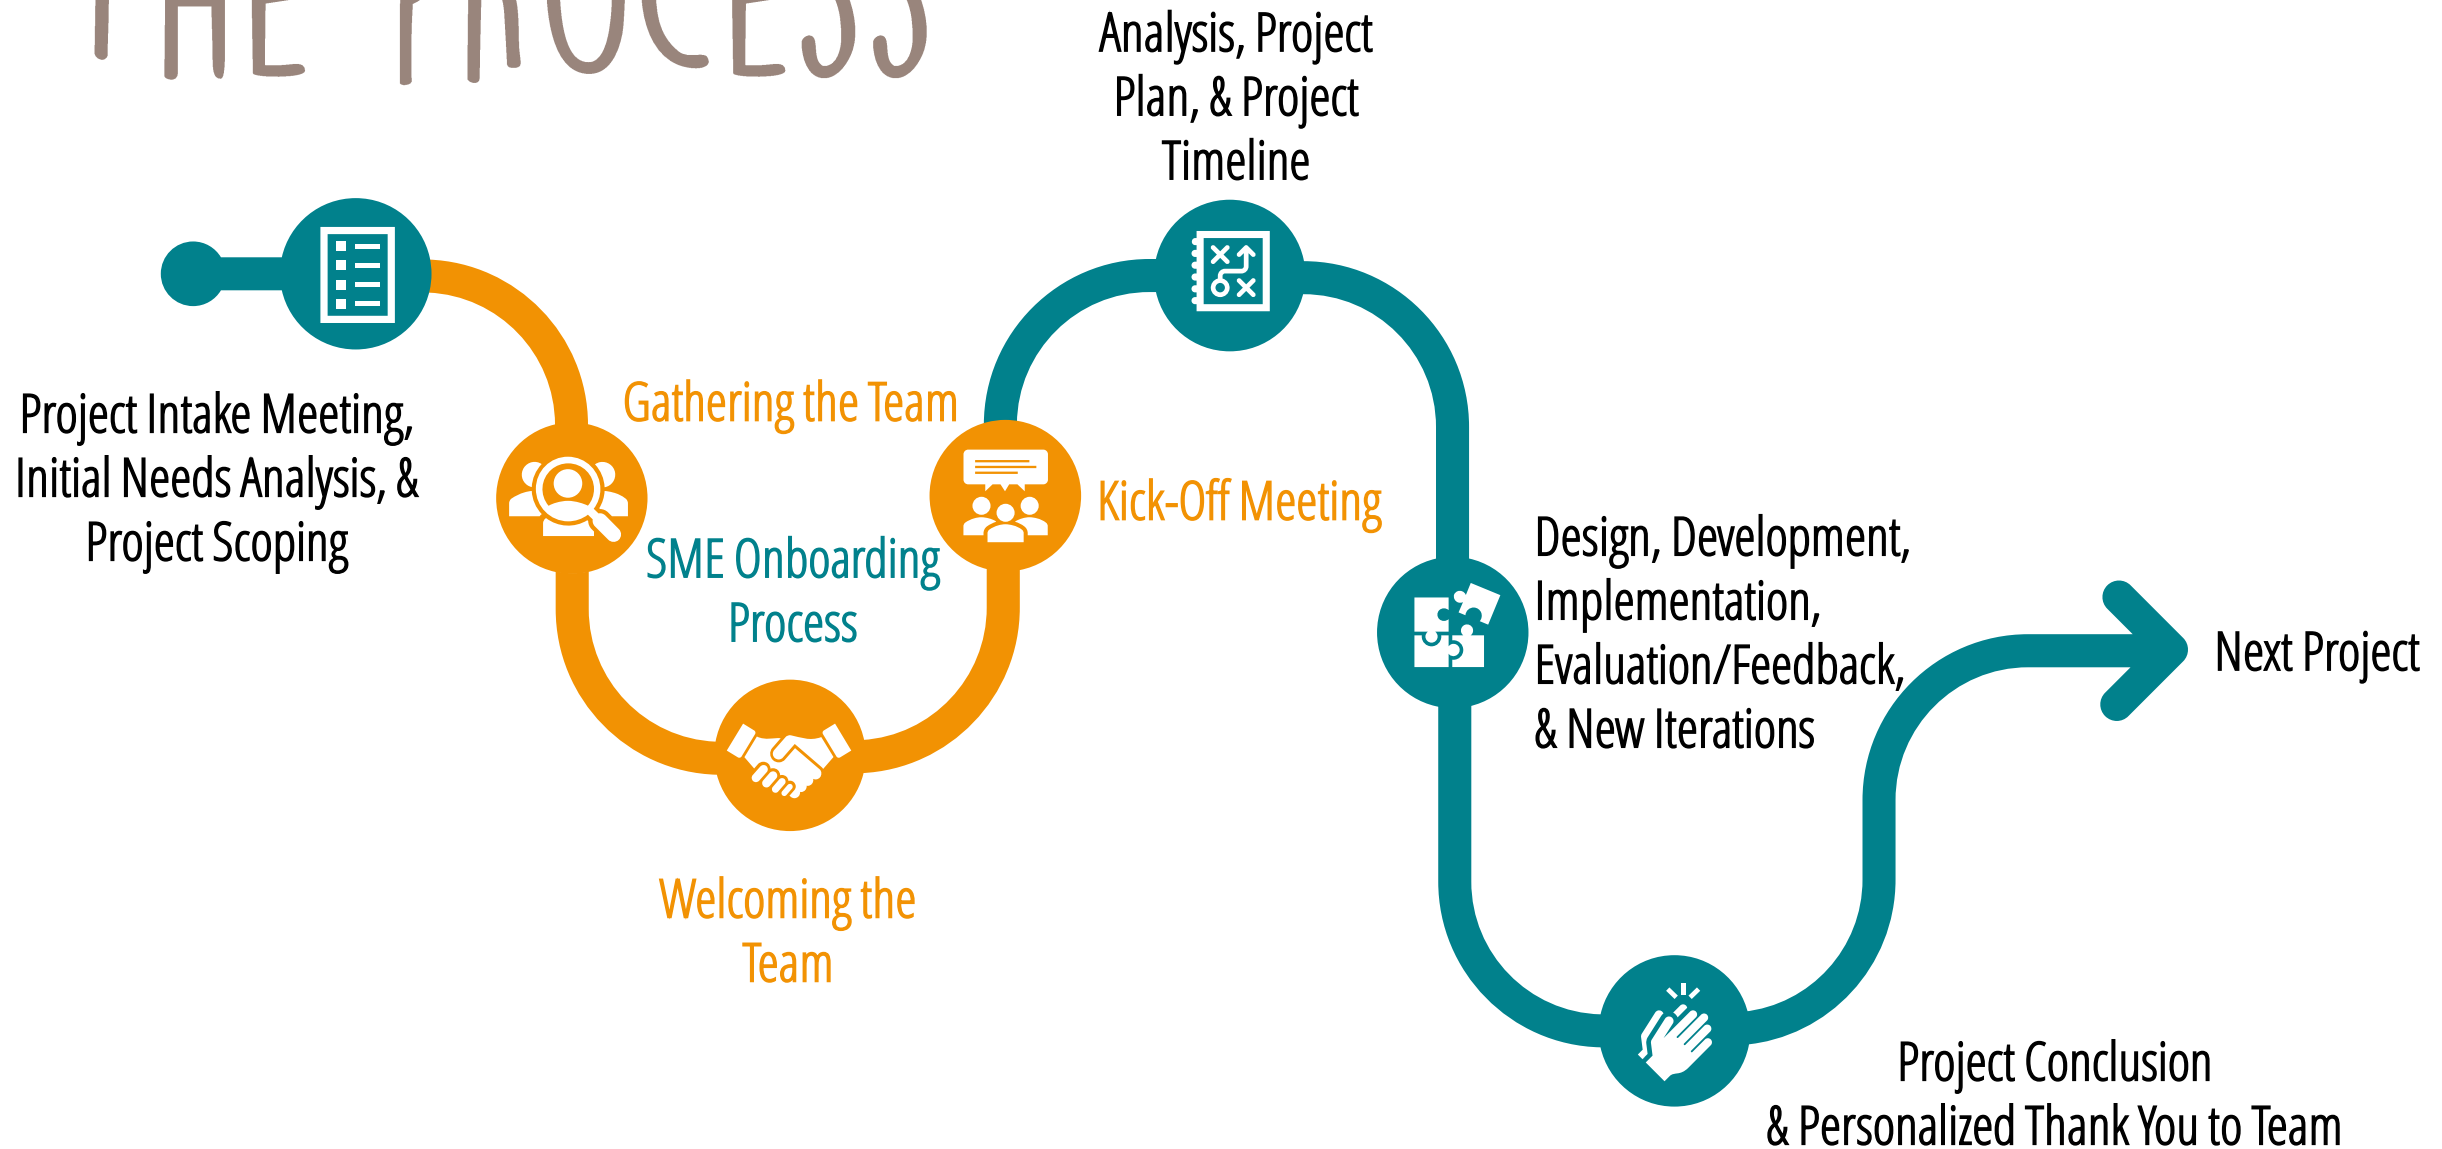 THE PROCESS
Analysis, Project
Plan, & Project
Timeline
Project Intake Meeting,
Initial Needs Analysis, &
Project Scoping
Gathering the Team
SME Onboarding
Process
Kick-Off Meeting
Welcoming the
Team
Design, Development,
Implementation,
Evaluation/Feedback,
& New Iterations
Next Project
Project Conclusion
& Personalized Thank You to Team